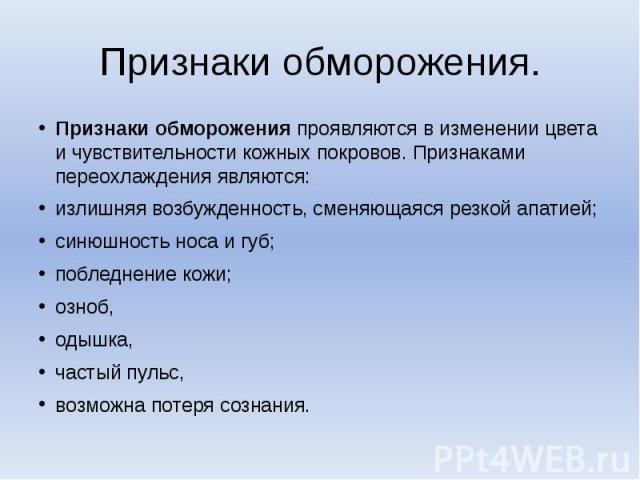 Признаки обморожения.
• Признаки обморожения проявляются в изменении цвета
и чувствительности кожных покровов. Признаками
переохлаждения являются:
• излишняя возбужденность, сменяющаяся резкой апатией;
• синюшность носа и губ;
• побледнение кожи;
• озноб,
• одышка,
• частый пульс,
• возможна потеря сознания.
PPt4WEB.ru